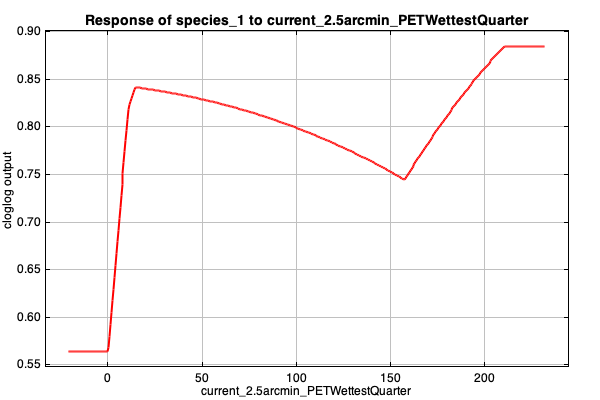 Response of species_1 to current_2.5arcmin_PETWettestQuarter
0.90
0.85
0.80
0.75
0.70
0.65
0.60
0.55
cloglog output
0 50 100 150 200
current_2.5arcmin_PETWettestQuarter